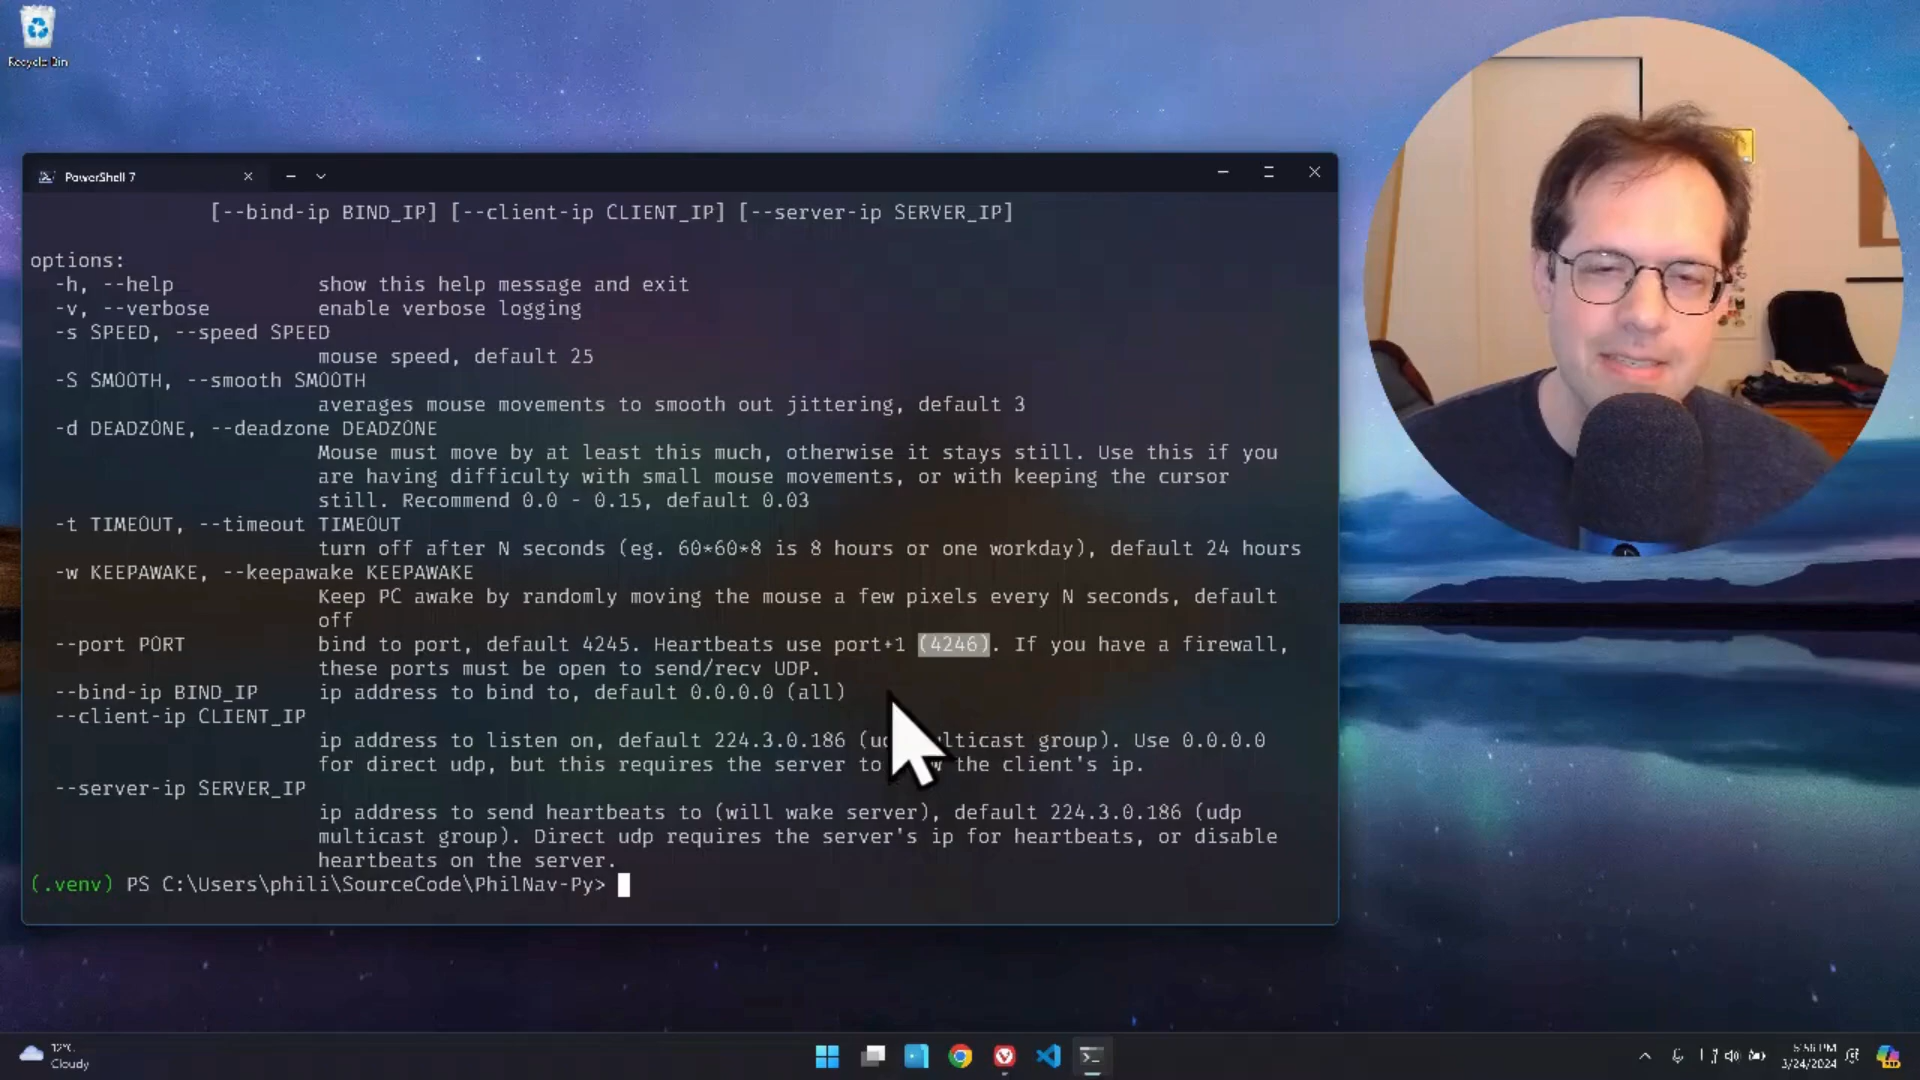 Recycle Bin
PowerShell 7
[--bind-ip BIND_IP] [--client-ip CLIENT_IP] [--server-ip SERVER_IP]
options:
-h, --help show this help message and exit
-v, --verbose enable verbose logging
-s SPEED, --speed SPEED
mouse speed, default 25
-S SMOOTH, --smooth SMOOTH
averages mouse movements to smooth out jittering, default 3
-d DEADZONE, --deadzone DEADZONE
Mouse must move by at least this much, otherwise it stays still. Use this if you
are having difficulty with small mouse movements, or with keeping the cursor
still. Recommend 0.0 - 0.15, default 0.03
-t TIMEOUT, --timeout TIMEOUT
turn off after N seconds (eg. 60*60*8 is 8 hours or one workday), default 24 hours
-w KEEPAWAKE, --keepawake KEEPAWAKE
Keep PC awake by randomly moving the mouse a few pixels every N seconds, default
off
--port PORT bind to port, default 4245. Heartbeats use port+1 (4246). If you have a firewall,
these ports must be open to send/recv UDP.
--bind-ip BIND_IP ip address to bind to, default 0.0.0.0 (all)
--client-ip CLIENT_IP
ip address to listen on, default 224.3.0.186 (ud lticast group). Use 0.0.0.0
for direct udp, but this requires the server to w the client's ip.
--server-ip SERVER_IP
ip address to send heartbeats to (will wake server), default 224.3.0.186 (udp
multicast group). Direct udp requires the server's ip for heartbeats, or disable
heartbeats on the server.
(.venv) PS C:\Users\phili\SourceCode\PhilNav-Py>
12°C
Cloudy
5:56 PM
3/24/2024